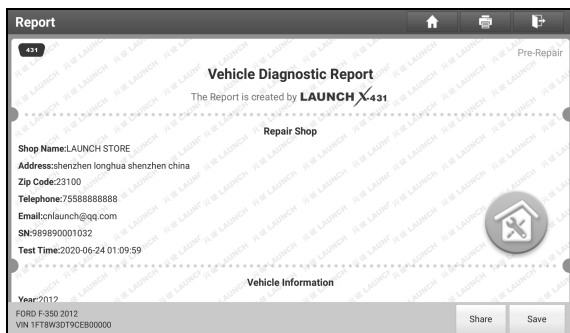 Report
431
Pre-Repair
Vehicle Diagnostic Report
The Report is created by LAUNCH X-431
Repair Shop
Shop Name:LAUNCH STORE
Address:shenzhen longhua shenzhen china
Zip Code:23100
Telephone:75588888888
Email:cnlaunch@qq.com
SN:989890001032
Test Time:2020-06-24 01:09:59
Vehicle Information
Year:2012
FORD F-350 2012
VIN 1FT8W3DT9CEB00000
Share
Save